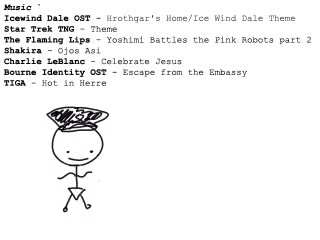 Music `
Icewind Dale OST - Hrothgar's Home/Ice Wind Dale Theme
Star Trek TNG - Theme
The Flaming Lips - Yoshimi Battles the Pink Robots part 2
Shakira - Ojos Asi
Charlie LeBlanc - Celebrate Jesus
Bourne Identity OST - Escape from the Embassy
TIGA - Hot in Herre